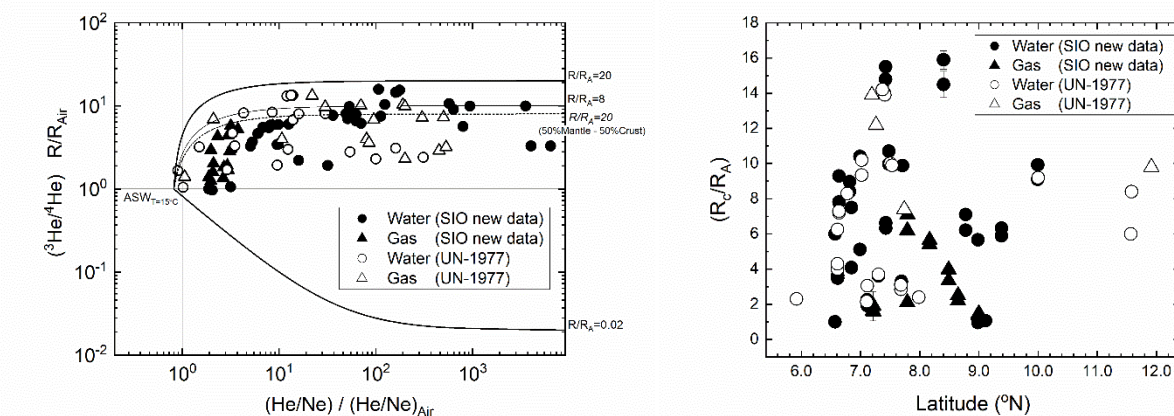 (³He/⁴He) R/R_Air
10²
10¹
10⁰
10⁻¹
10⁻²
R/R_A=20
R/R_A=8
R/R_A=20
(50%Mantle - 50%Crust)
ASW_T=15°C
Water (SIO new data)
Gas (SIO new data)
Water (UN-1977)
Gas (UN-1977)
R/R_A=0.02
10⁰ 10¹ 10² 10³
(He/Ne) / (He/Ne)_Air
(R_C/R_A)
18
16
14
12
10
8
6
4
2
0
Water (SIO new data)
Gas (SIO new data)
Water (UN-1977)
Gas (UN-1977)
6.0 7.0 8.0 9.0 10.0 11.0 12.0
Latitude (°N)